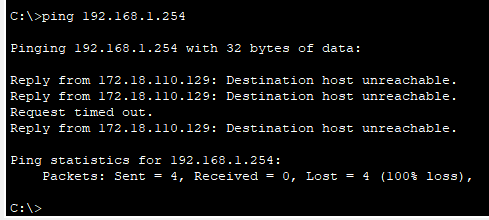 C:\>ping 192.168.1.254
Pinging 192.168.1.254 with 32 bytes of data:
Reply from 172.18.110.129: Destination host unreachable.
Reply from 172.18.110.129: Destination host unreachable.
Request timed out.
Reply from 172.18.110.129: Destination host unreachable.
Ping statistics for 192.168.1.254:
    Packets: Sent = 4, Received = 0, Lost = 4 (100% loss),
C:\>